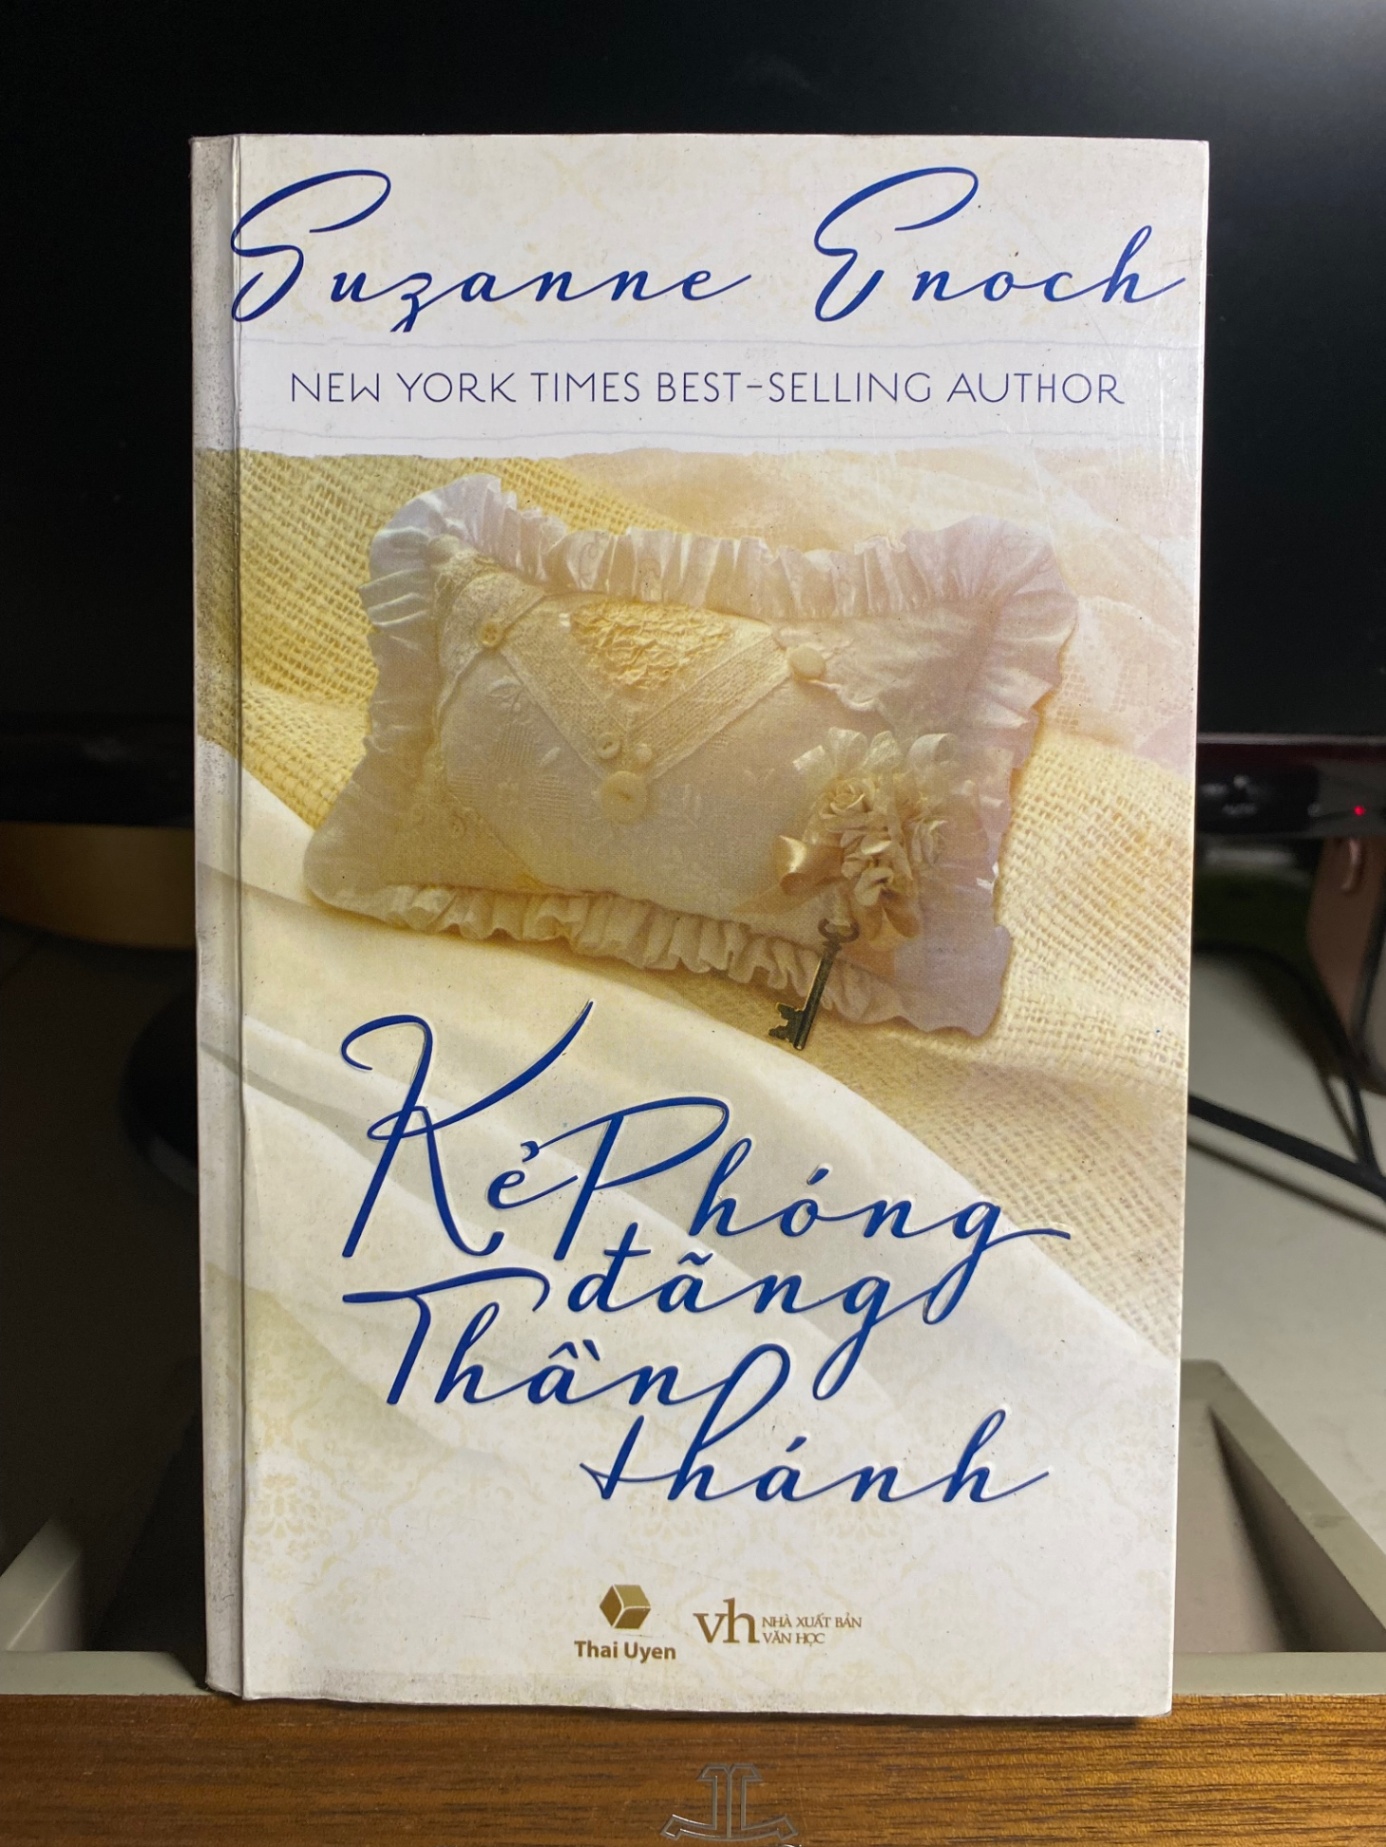 Suzanne Enoch
NEW YORK TIMES BEST-SELLING AUTHOR
Kẻ Phóng
đãng
Thần
thánh
Thai Uyen
vh NHÀ XUẤT BẢN
VĂN HỌC